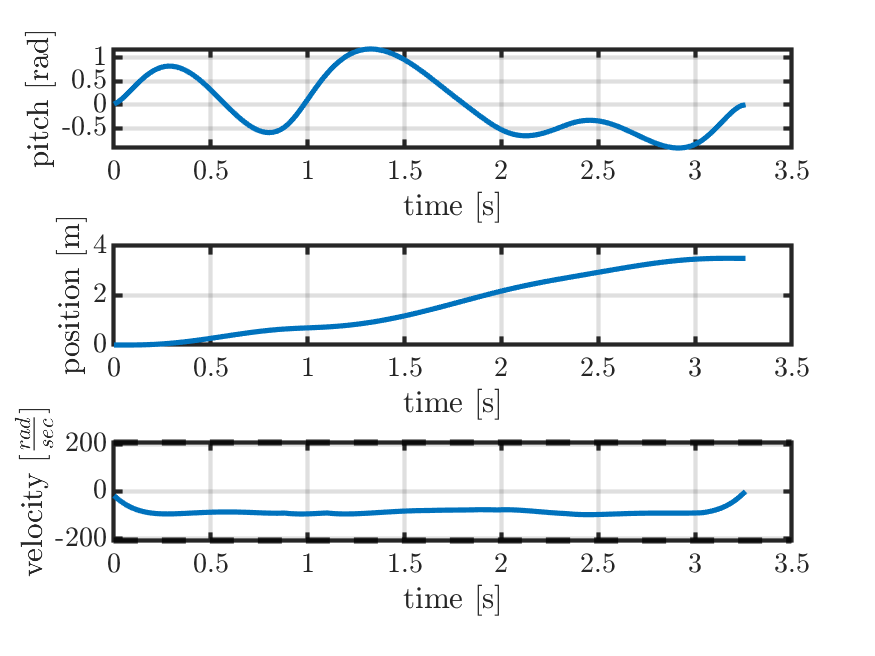 pitch [rad]
1
0.5
0
-0.5
0 0.5 1 1.5 2 2.5 3 3.5
time [s]
position [m]
4
2
0
0 0.5 1 1.5 2 2.5 3 3.5
time [s]
velocity [rad/sec]
200
0
-200
0 0.5 1 1.5 2 2.5 3 3.5
time [s]